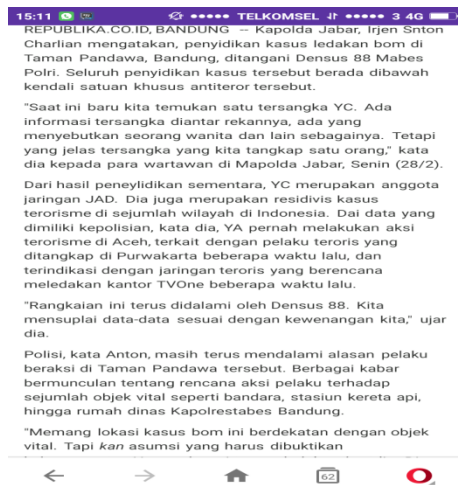 15:11 TELKOMSEL 3 4G
REPUBLIKA.CO.ID, BANDUNG -- Kapolda Jabar, Irjen Snton
Charlian mengatakan, penyidikan kasus ledakan bom di
Taman Pandawa, Bandung, ditangani Densus 88 Mabes
Polri. Seluruh penyidikan kasus tersebut berada dibawah
kendali satuan khusus antiteror tersebut.
"Saat ini baru kita temukan satu tersangka YC. Ada
informasi tersangka diantar rekannya, ada yang
menyebutkan seorang wanita dan lain sebagainya. Tetapi
yang jelas tersangka yang kita tangkap satu orang," kata
dia kepada para wartawan di Mapolda Jabar, Senin (28/2).
Dari hasil peneylidikan sementara, YC merupakan anggota
jaringan JAD. Dia juga merupakan residivis kasus
terorisme di sejumlah wilayah di Indonesia. Dai data yang
dimiliki kepolisian, kata dia, YA pernah melakukan aksi
terorisme di Aceh, terkait dengan pelaku teroris yang
ditangkap di Purwakarta beberapa waktu lalu, dan
terindikasi dengan jaringan teroris yang berencana
meledakan kantor TVOne beberapa waktu lalu.
"Rangkaian ini terus didalami oleh Densus 88. Kita
mensuplai data-data sesuai dengan kewenangan kita," ujar
dia.
Polisi, kata Anton, masih terus mendalami alasan pelaku
beraksi di Taman Pandawa tersebut. Berbagai kabar
bermunculan tentang rencana aksi pelaku terhadap
sejumlah objek vital seperti bandara, stasiun kereta api,
hingga rumah dinas Kapolrestabes Bandung.
"Memang lokasi kasus bom ini berdekatan dengan objek
vital. Tapi kan asumsi yang harus dibuktikan
62